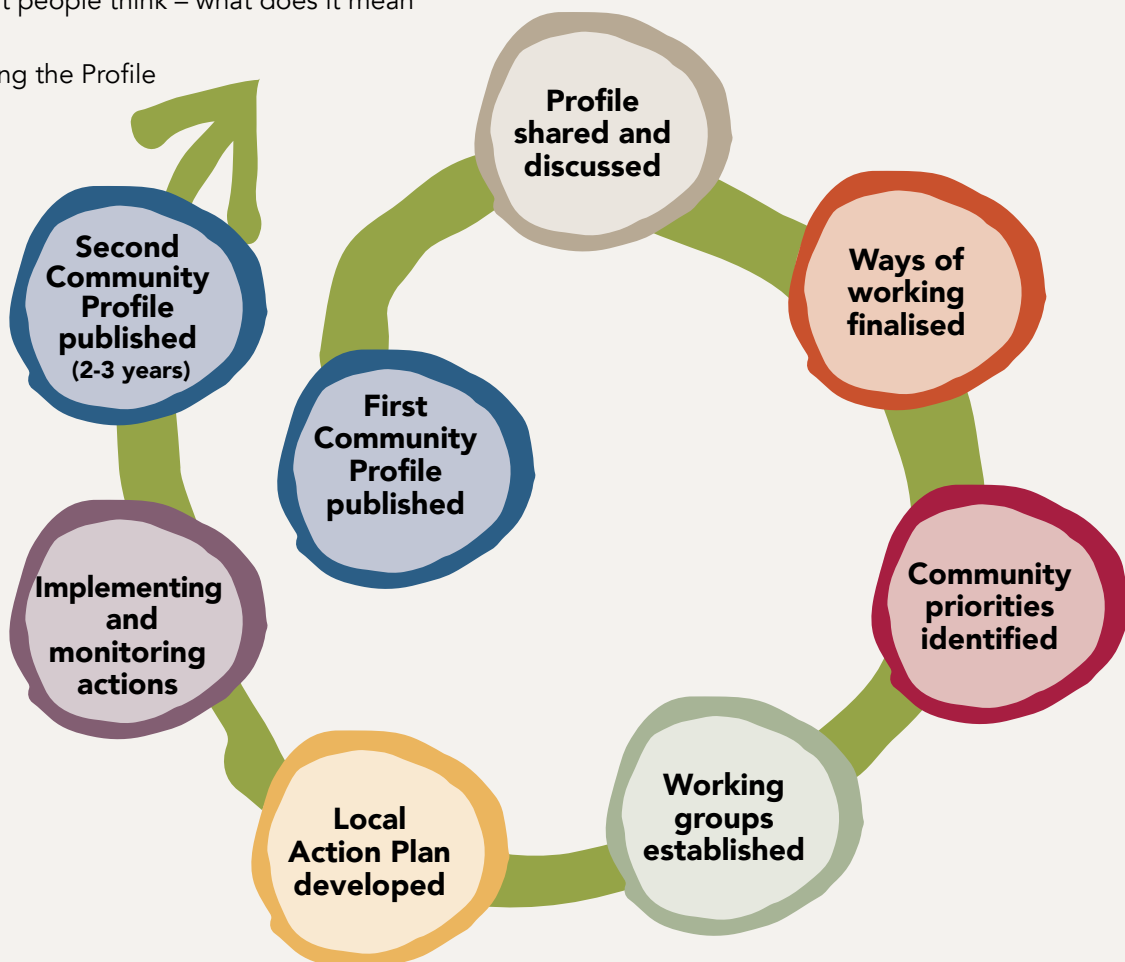 t people think – what does it mean
ng the Profile
Profile
shared and
discussed
Ways of
working
finalised
Community
priorities
identified
Working
groups
established
Local
Action Plan
developed
Implementing
and
monitoring
actions
Second
Community
Profile
published
(2-3 years)
First
Community
Profile
published